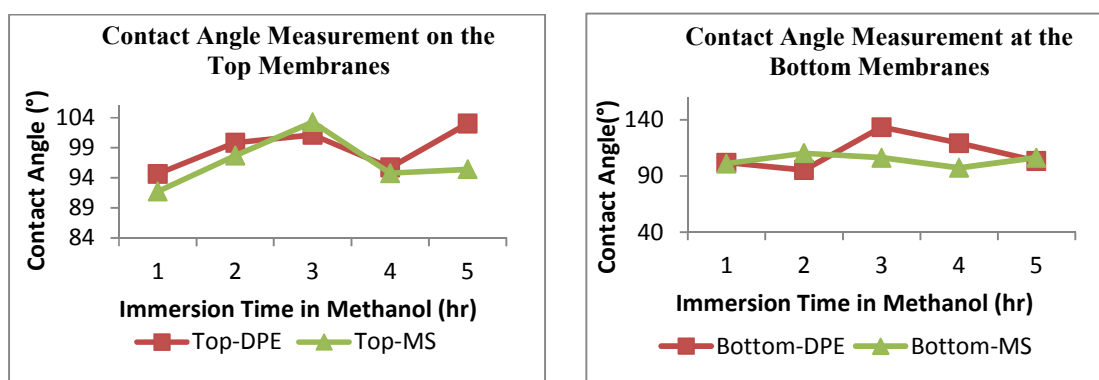 Contact Angle Measurement on the
Top Membranes
Contact Angle (°)
104
99
94
89
84
1 2 3 4 5
Immersion Time in Methanol (hr)
Top-DPE Top-MS
Contact Angle Measurement at the
Bottom Membranes
Contact Angle(°)
140
90
40
1 2 3 4 5
Immersion Time in Methanol (hr)
Bottom-DPE Bottom-MS